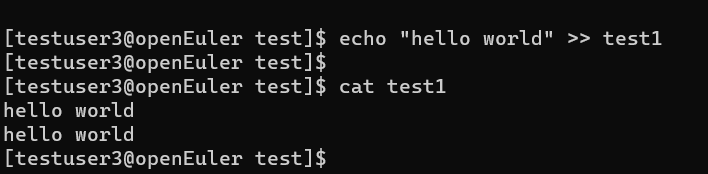 [testuser3@openEuler test]$ echo "hello world" >> test1
[testuser3@openEuler test]$
[testuser3@openEuler test]$ cat test1
hello world
hello world
[testuser3@openEuler test]$